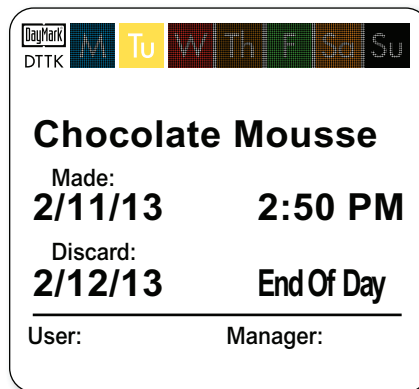 DayMark
DTTK
M Tu W Th F Sa Su
Chocolate Mousse
Made:
2/11/13 2:50 PM
Discard:
2/12/13 End Of Day
User: Manager: